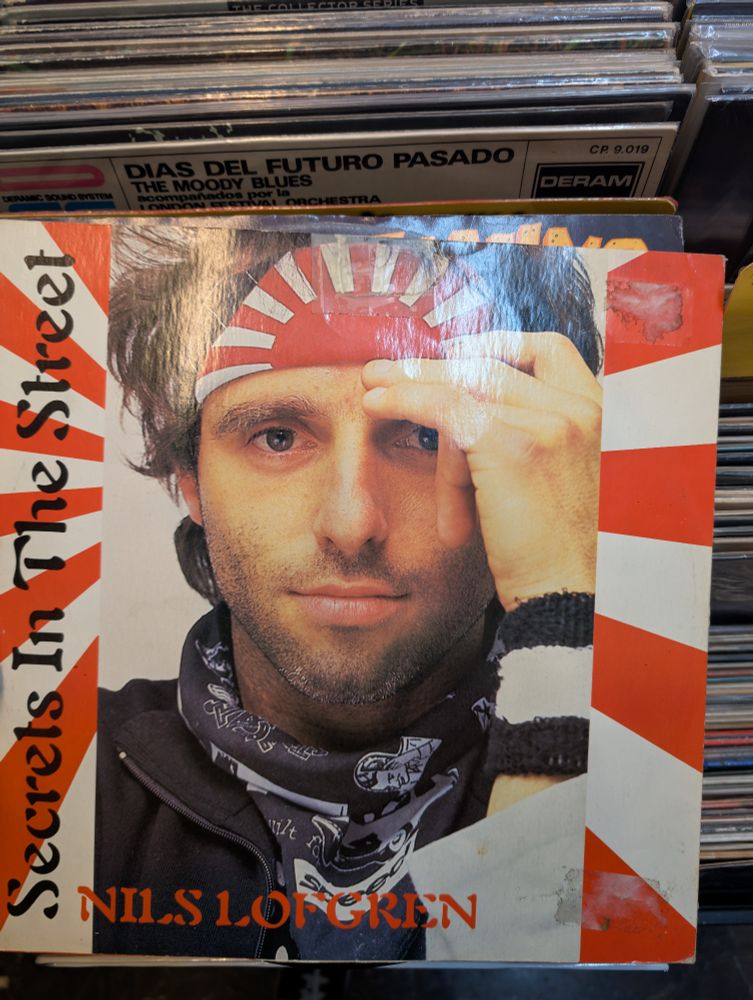 THE COLLECTOR SERIES
DIAS DEL FUTURO PASADO
THE MOODY BLUES
acompañados por la
LONDON FESTIVAL ORCHESTRA
DERAMIC SOUND SYSTEM
CP. 9.019
DERAM
Secrets In The Street
NILS LOFGREN